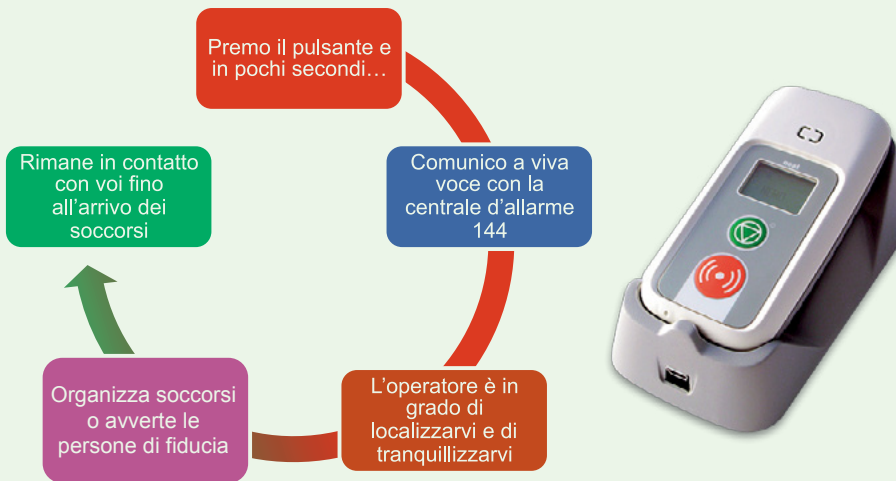 Premo il pulsante e
in pochi secondi…
Comunico a viva
voce con la
centrale d'allarme
144
L'operatore è in
grado di
localizzarvi e di
tranquillizzarvi
Organizza soccorsi
o avverte le
persone di fiducia
Rimane in contatto
con voi fino
all'arrivo dei
soccorsi